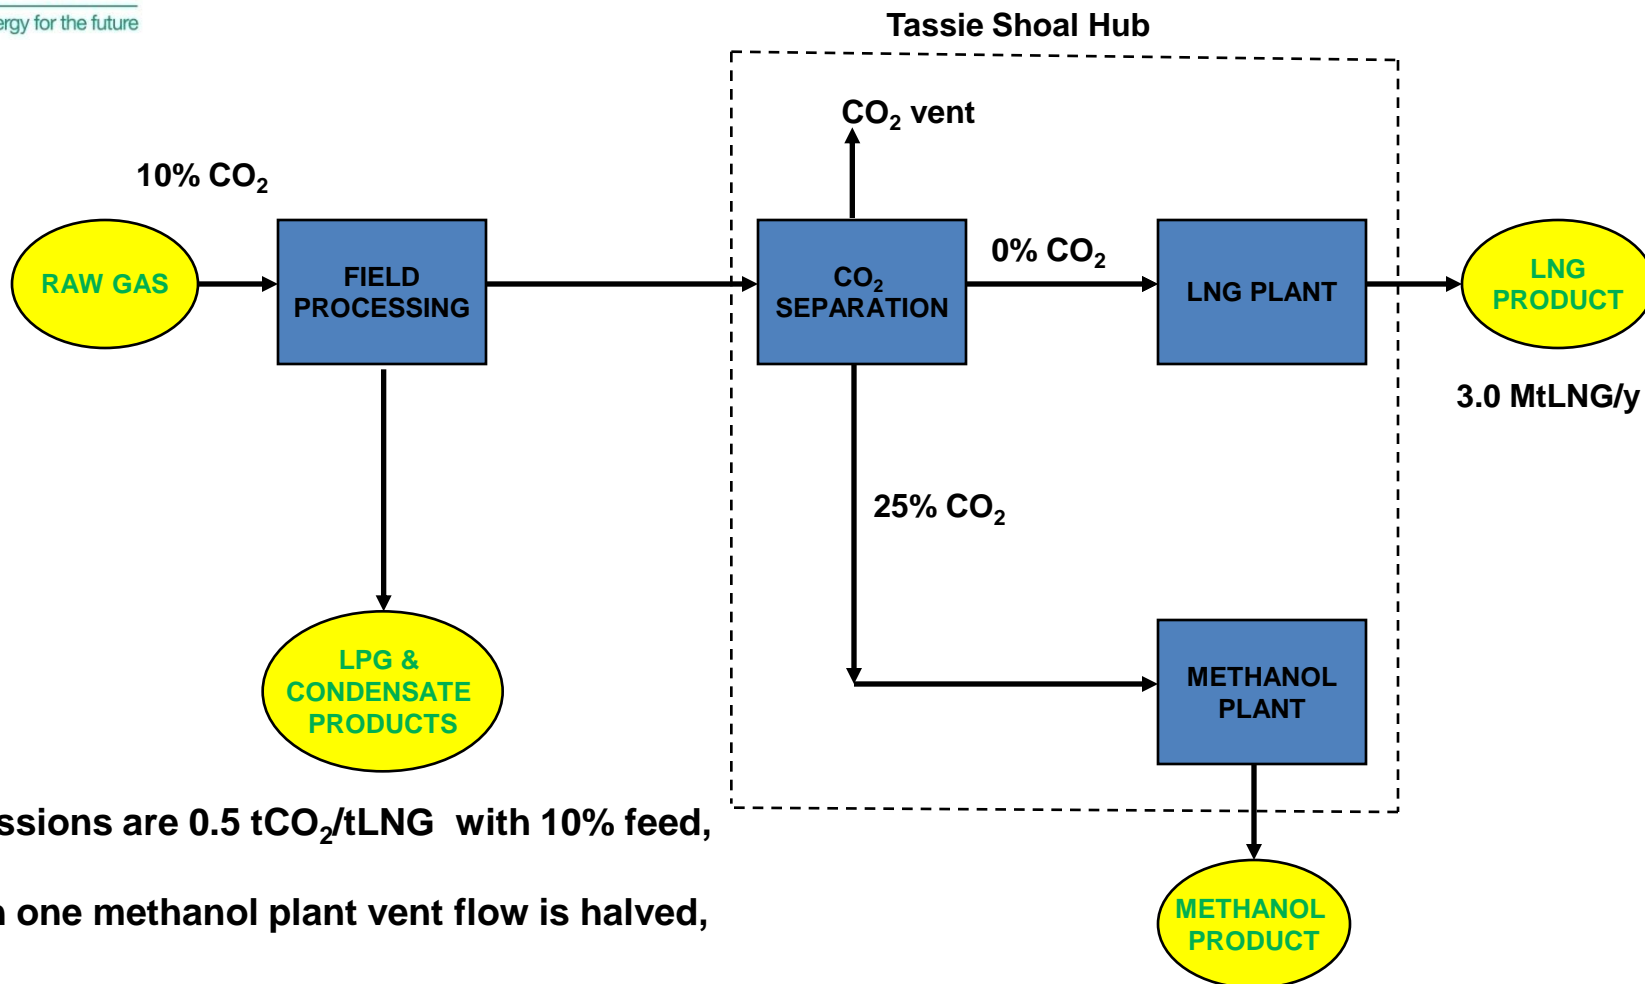 for the future
Tassie Shoal Hub
CO₂ vent
10% CO₂
RAW GAS
FIELD
PROCESSING
CO₂
SEPARATION
0% CO₂
LNG PLANT
LNG
PRODUCT
3.0 MtLNG/y
25% CO₂
LPG &
CONDENSATE
PRODUCTS
METHANOL
PLANT
are 0.5 tCO₂/tLNG with 10% feed,
one methanol plant vent flow is halved,
METHANOL
PRODUCT